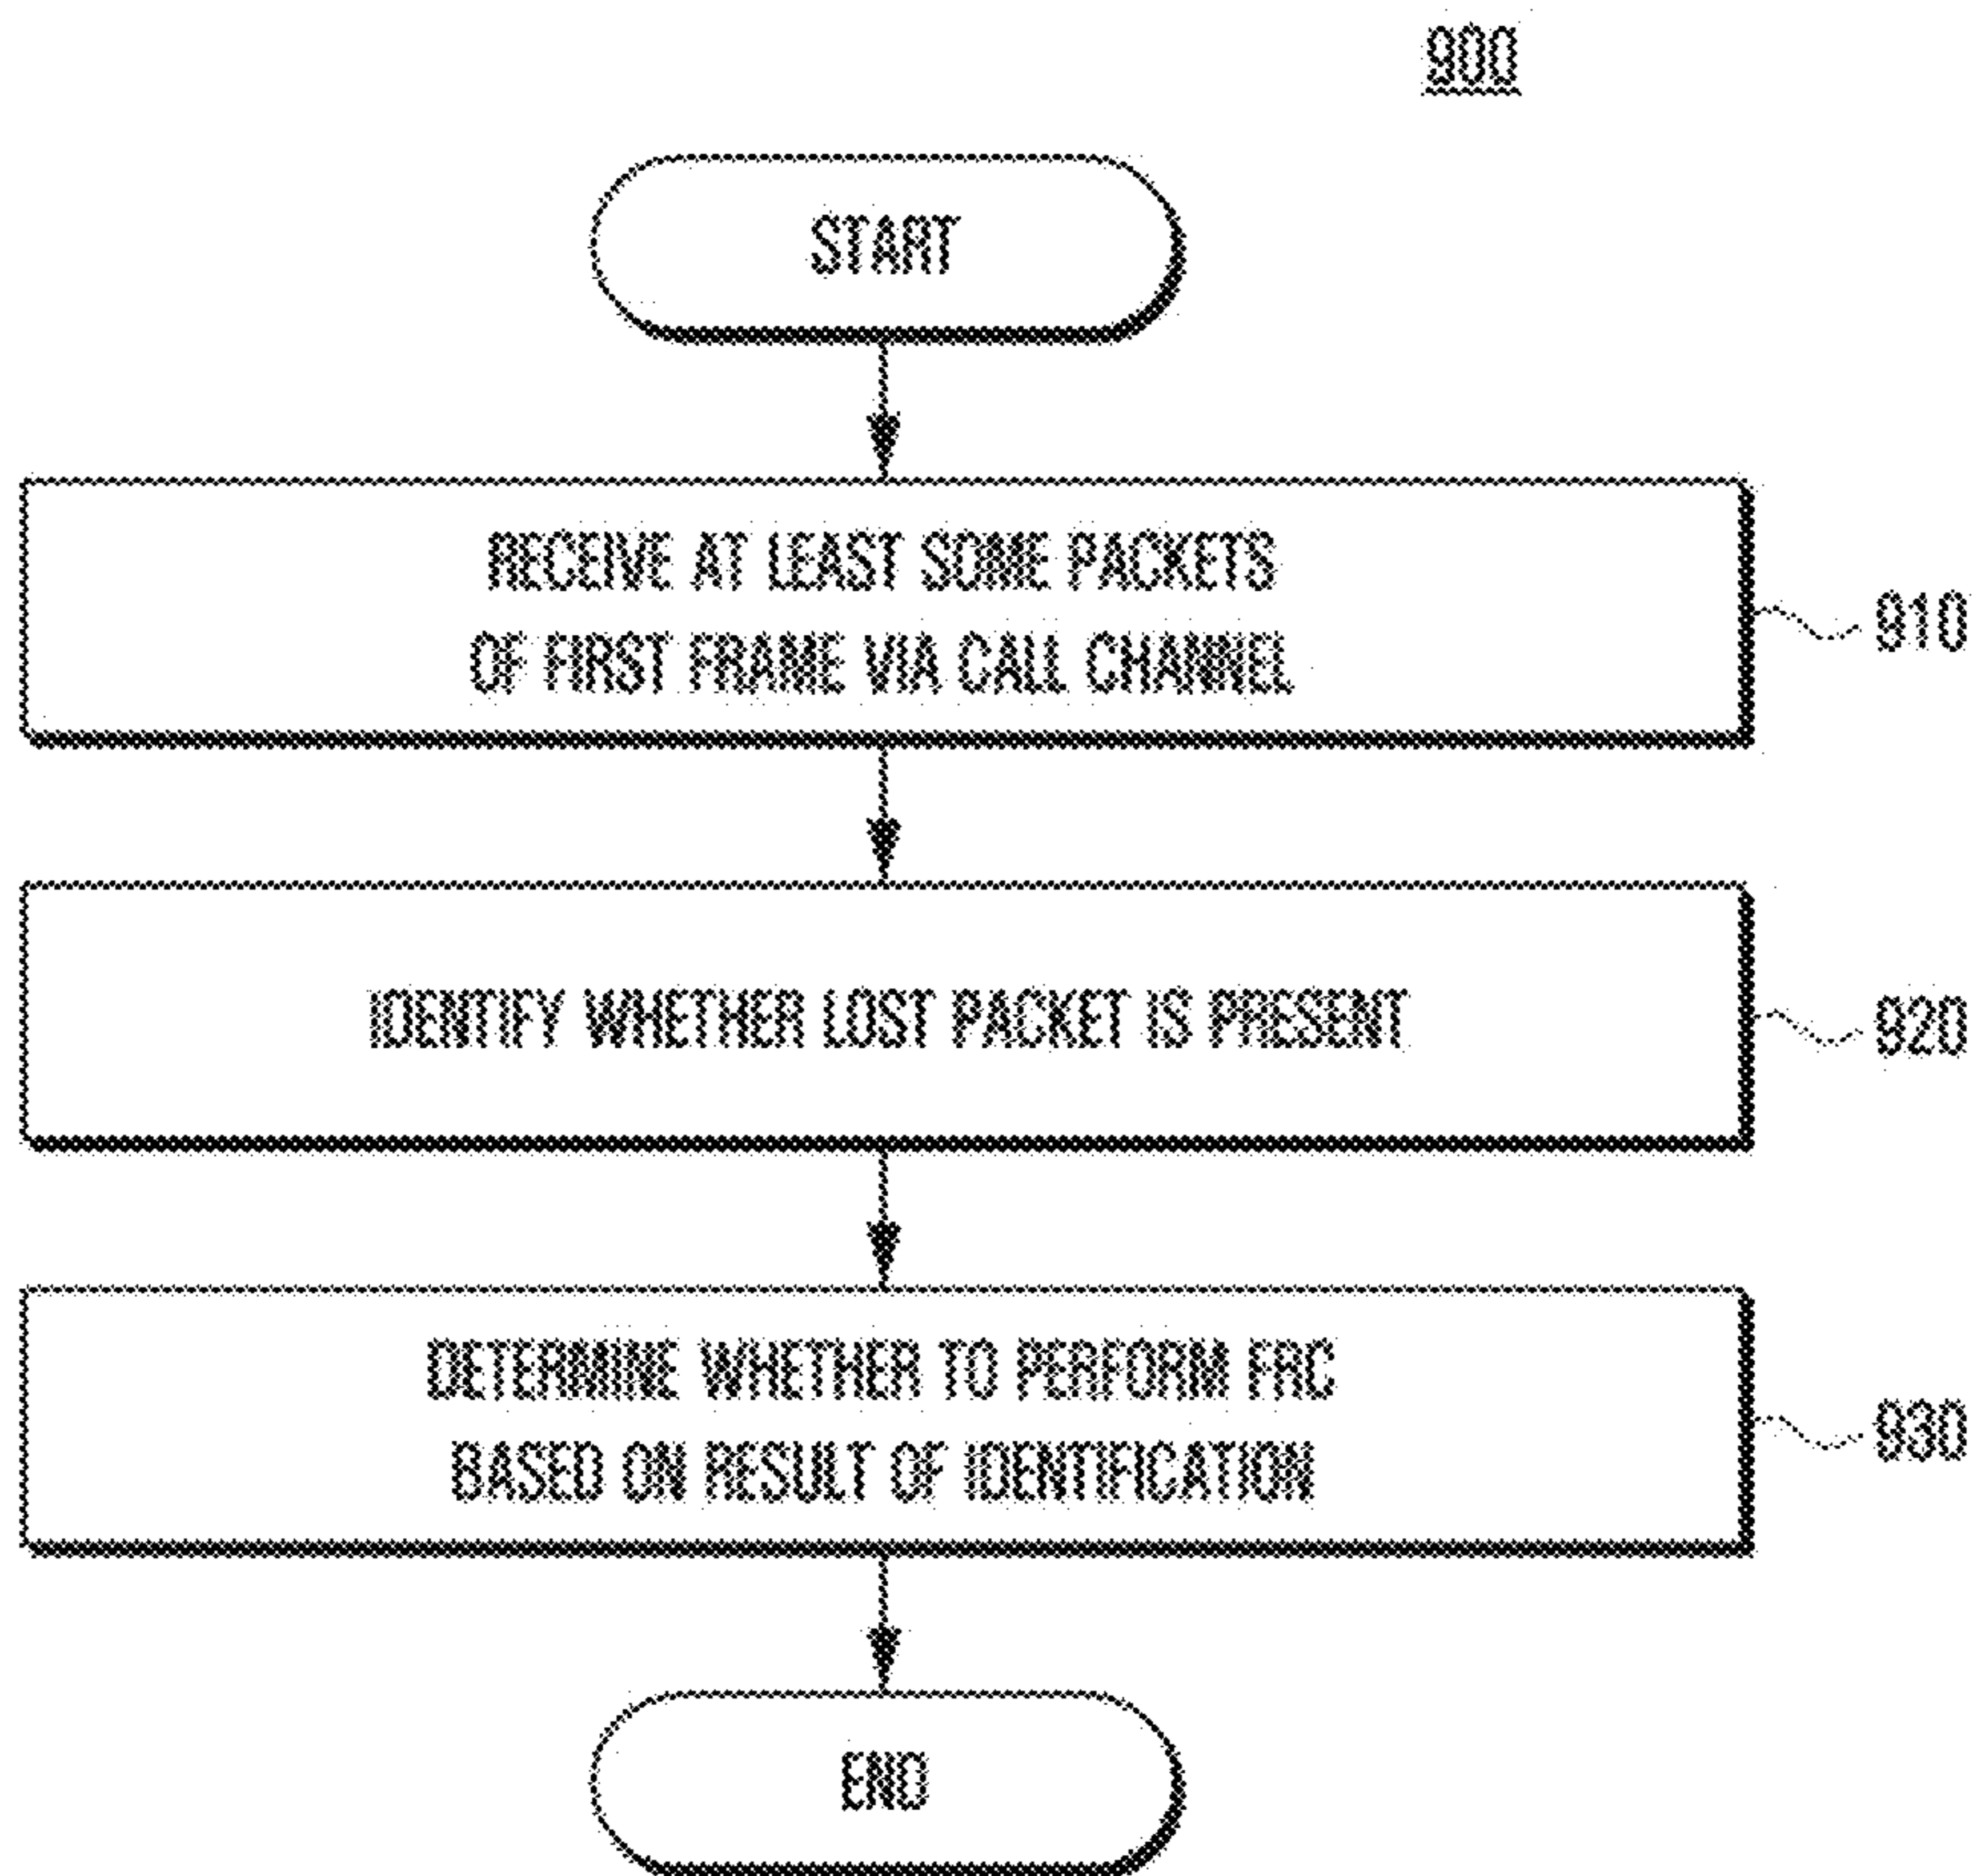 900
START
RECEIVE AT LEAST SOME PACKETS
OF FIRST FRAME VIA CALL CHANNEL
910
IDENTIFY WHETHER LOST PACKET IS PRESENT
920
DETERMINE WHETHER TO PERFORM FRC
BASED ON RESULT OF IDENTIFICATION
930
END